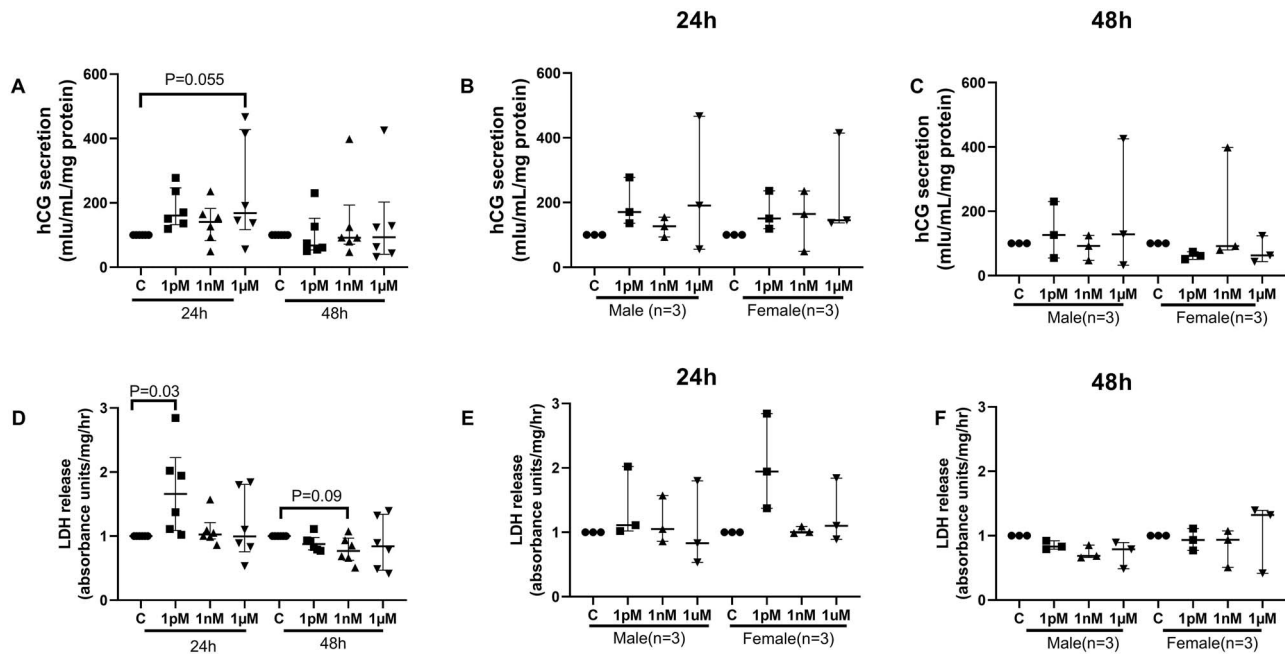 24h
48h
A
hCG secretion
(mlu/mL/mg protein)
600
400
200
0
P=0.055
C 1pM 1nM 1μM C 1pM 1nM 1μM
24h 48h
B
hCG secretion
(mlu/mL/mg protein)
600
400
200
0
C 1pM 1nM 1μM C 1pM 1nM 1μM
Male (n=3) Female(n=3)
C
hCG secretion
(mlu/mL/mg protein)
600
400
200
0
C 1pM 1nM 1μM C 1pM 1nM 1μM
Male(n=3) Female(n=3)
24h
48h
D
LDH release
(absorbance units/mg/hr)
3
2
1
0
P=0.03
P=0.09
C 1pM 1nM 1μM C 1pM 1nM 1μM
24h 48h
E
LDH release
(absorbance units/mg/hr)
3
2
1
0
C 1pM 1nM 1uM C 1pM 1nM 1μM
Male(n=3) Female(n=3)
F
LDH release
(absorbance units/mg/hr)
3
2
1
0
C 1pM 1nM 1μM C 1pM 1nM 1μM
Male(n=3) Female(n=3)